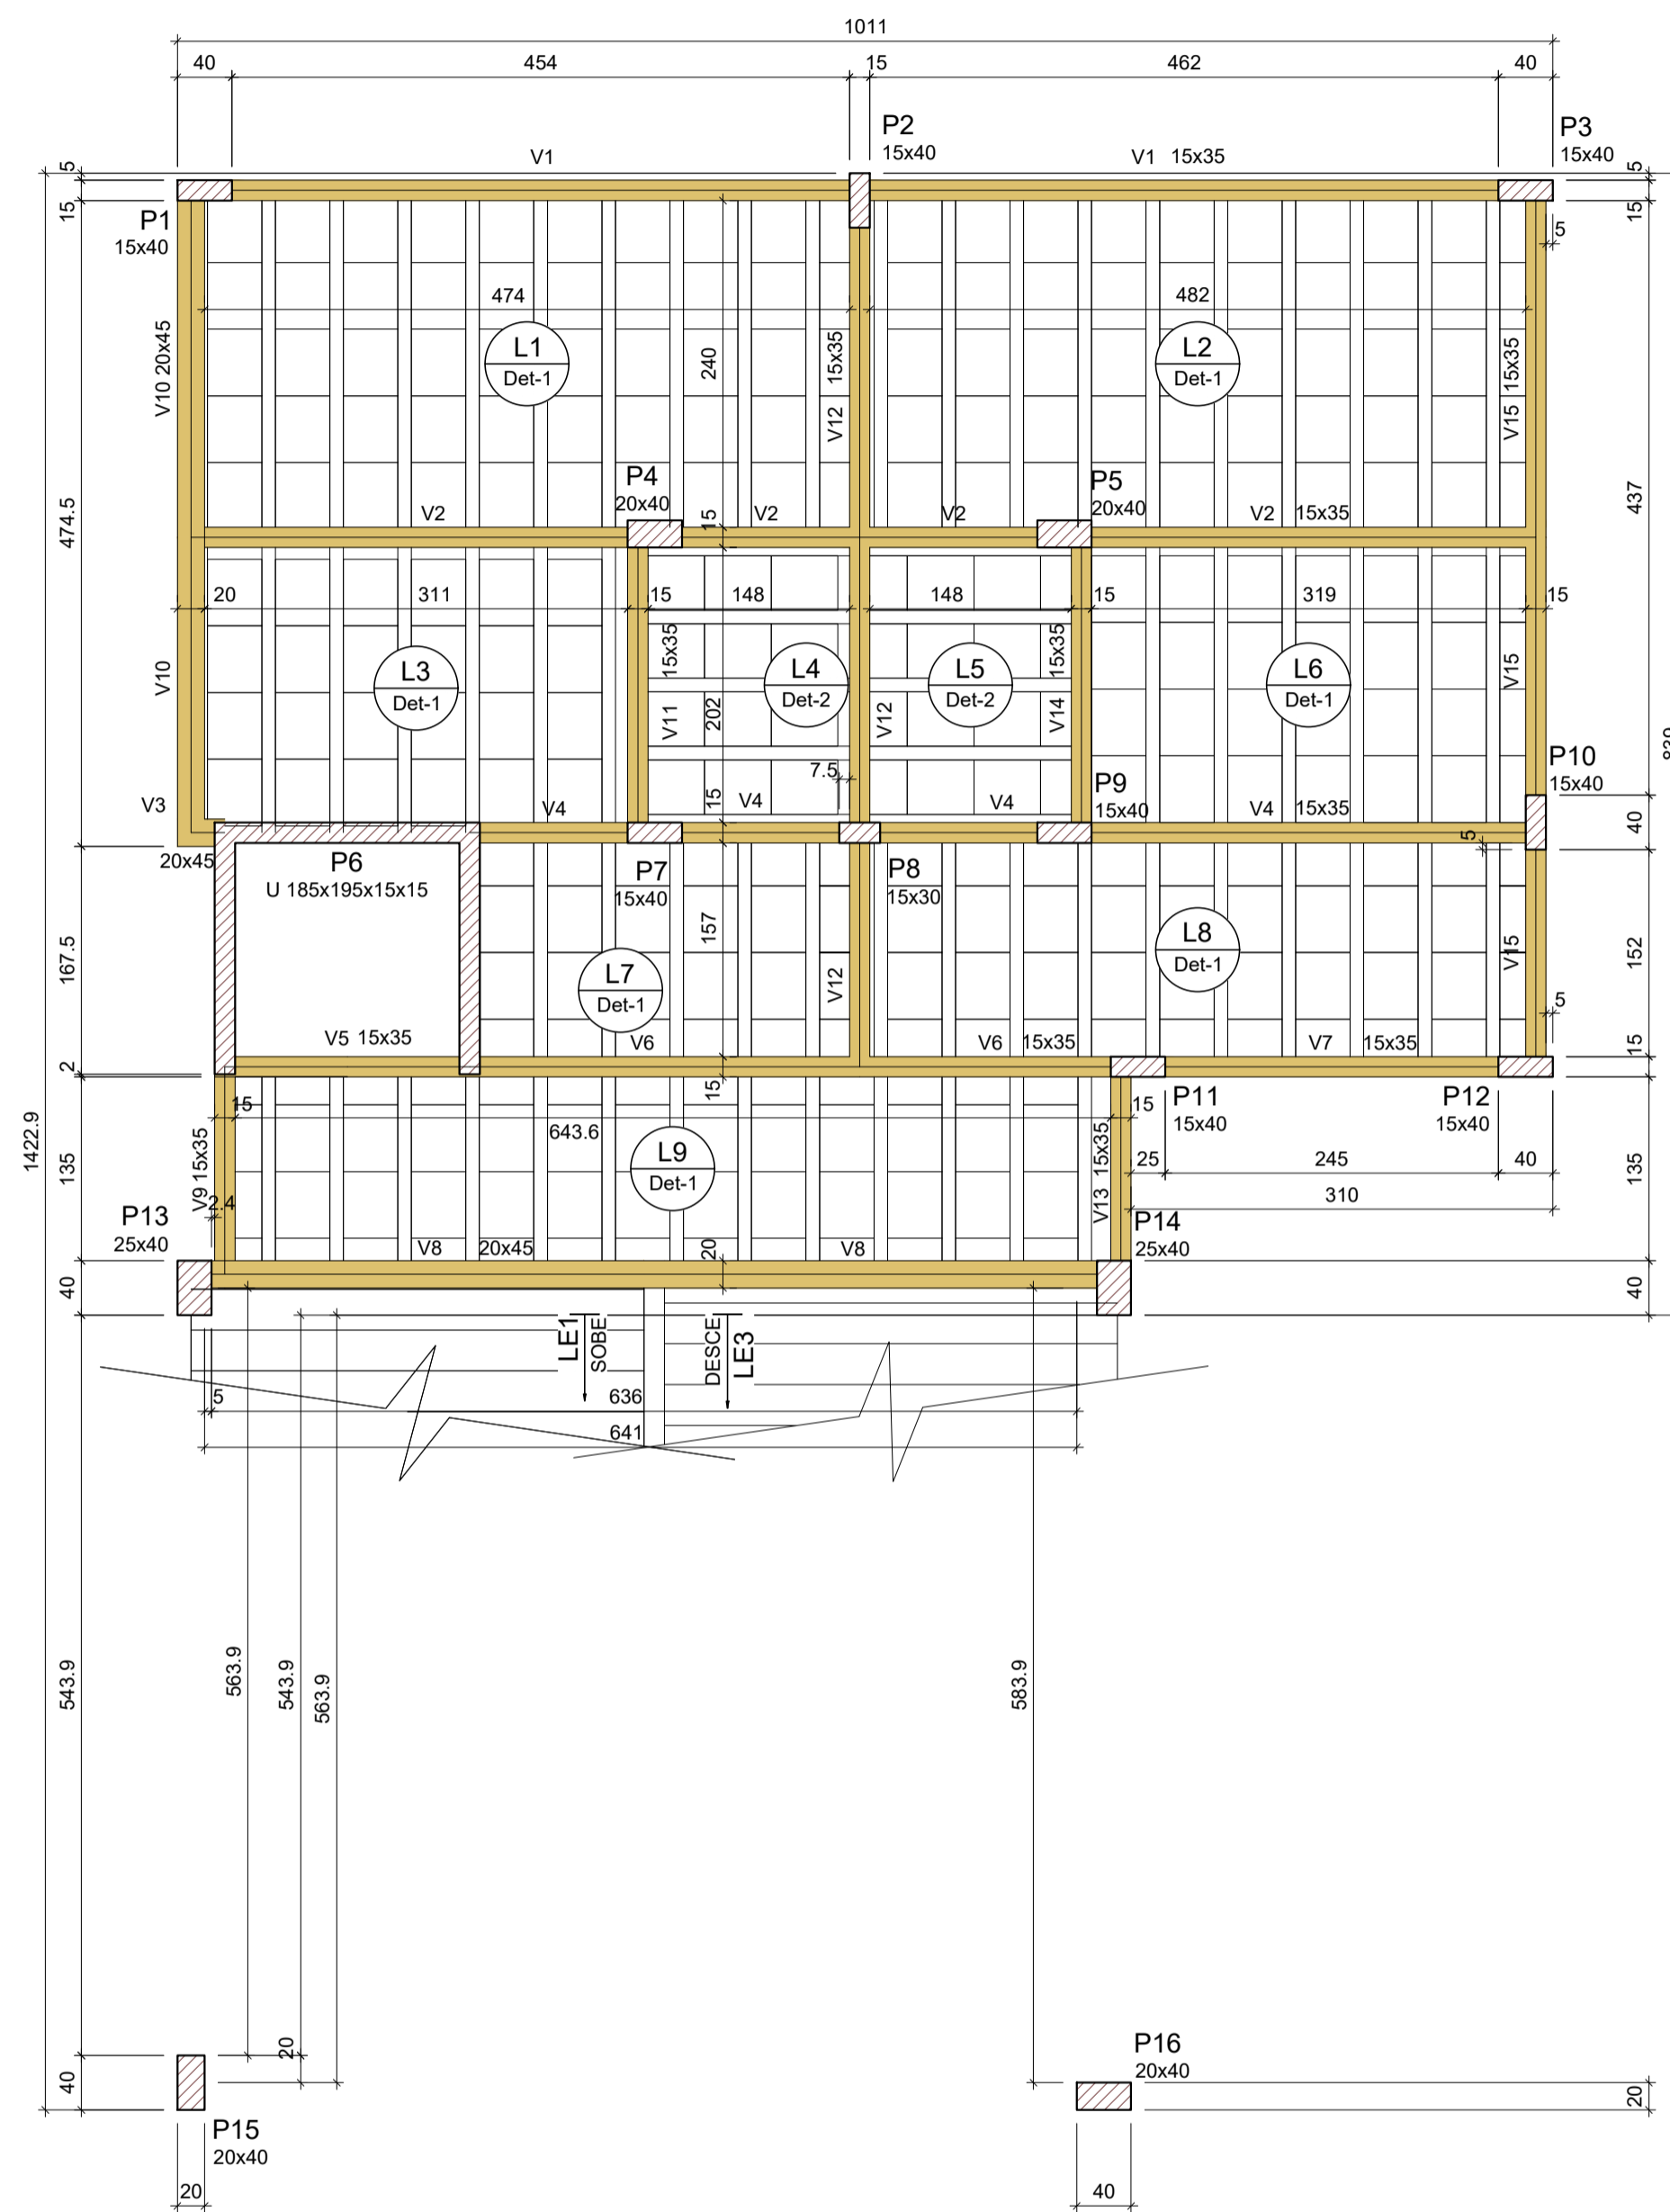 1011
40 454 15 462 40
P2
15x40
P3
15x40
V1
V1 15x35
5
15
5
15
P1
15x40
5
474
482
V10 20x45
L1
Det-1
240
V12 15x35
L2
Det-1
V15 15x35
474.5
437
P4
20x40
P5
20x40
V2
V2
V2
V2 15x35
15
20 311 15 148 148 15 319 15
V10
L3
Det-1
15x35
V11
202
L4
Det-2
V12
L5
Det-2
15x35
V14
L6
Det-1
V15
7.5
P10
15x40
V3
V4
15
V4
V4
P9
15x40
V4 15x35
40
5
20x45
P6
U 185x195x15x15
P7
15x40
P8
15x30
157
167.5
L7
Det-1
V12
L8
Det-1
V15
152
5
V5 15x35
V6
V6 15x35
V7 15x35
15
2
15
15
643.6
15
P11
15x40
P12
15x40
1422.9
135
V9 15x35
2.4
L9
Det-1
V13 15x35
25 245 40
310
135
P13
25x40
P14
25x40
V8 20x45
20
V8
40
40
LE1
SOBE
DESCE
LE3
5
636
641
543.9
563.9
543.9
563.9
583.9
20
P16
20x40
40
20
P15
20x40
20
40